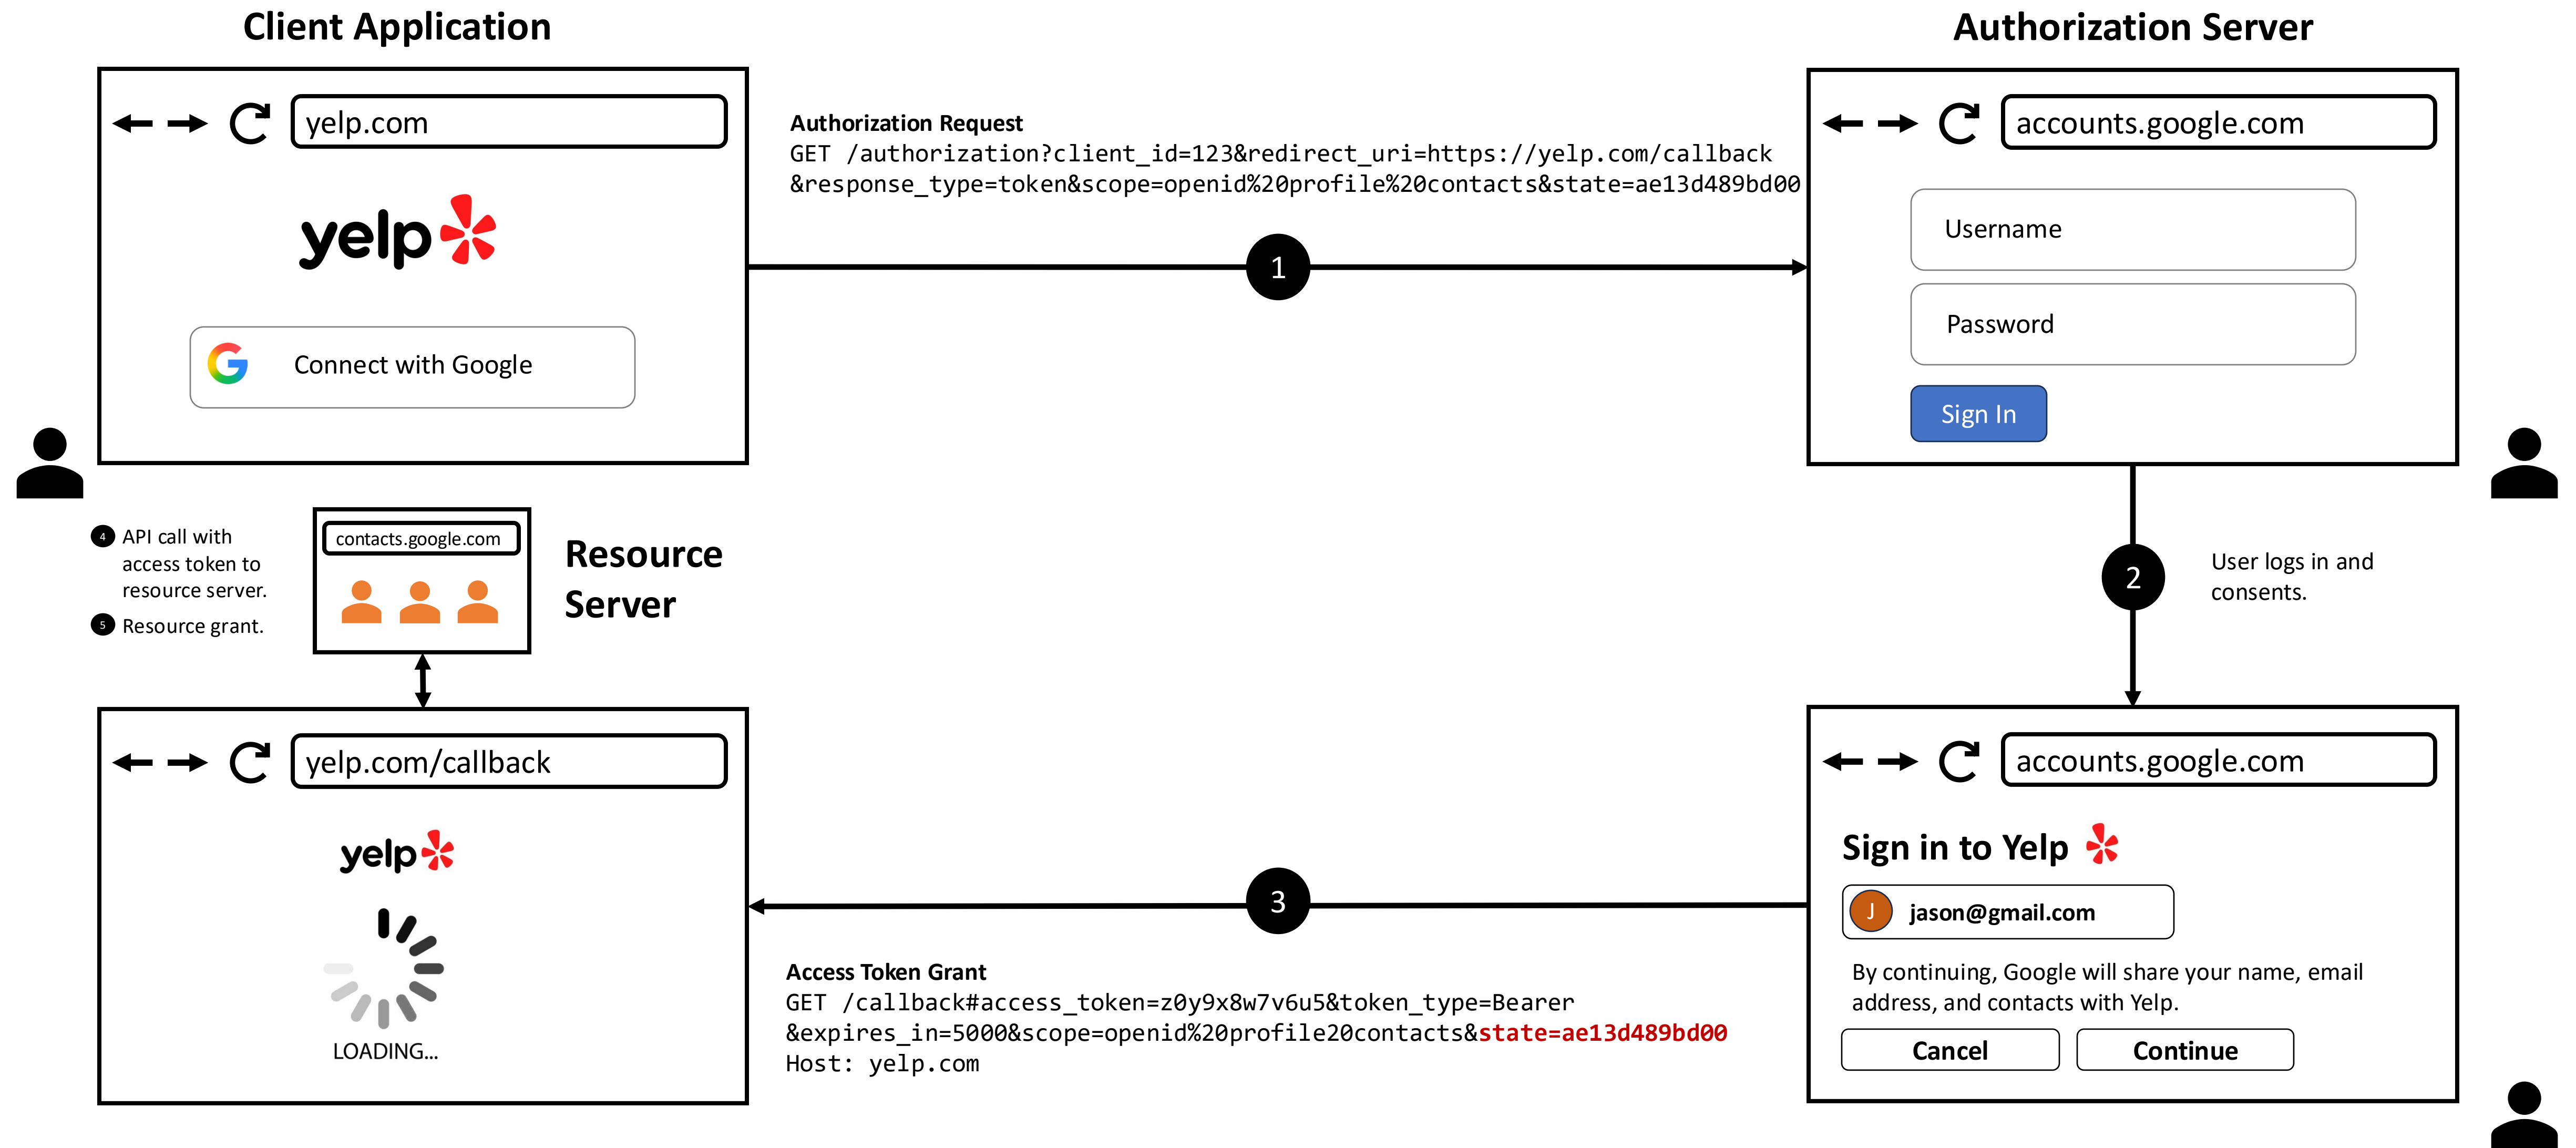 Client Application
Authorization Server
yelp.com
accounts.google.com
Authorization Request
GET /authorization?client_id=123&redirect_uri=https://yelp.com/callback
&response_type=token&scope=openid%20profile%20contacts&state=ae13d489bd00
yelp
Connect with Google
1
Username
Password
Sign In
4 API call with
access token to
resource server.
5 Resource grant.
contacts.google.com
Resource
Server
2
User logs in and
consents.
yelp.com/callback
yelp
LOADING...
3
Access Token Grant
GET /callback#access_token=z0y9x8w7v6u5&token_type=Bearer
&expires_in=5000&scope=openid%20profile20contacts&state=ae13d489bd00
Host: yelp.com
accounts.google.com
Sign in to Yelp
J jason@gmail.com
By continuing, Google will share your name, email
address, and contacts with Yelp.
Cancel
Continue